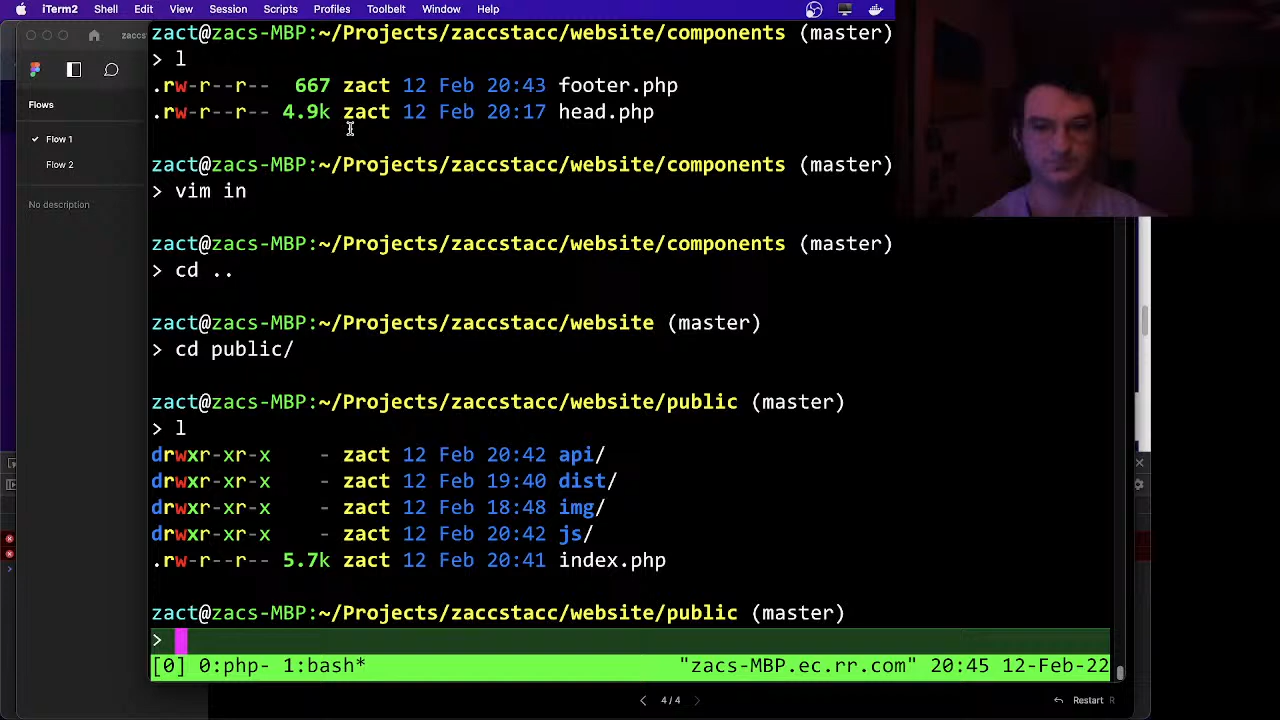 iTerm2 Shell Edit View Session Scripts Profiles Toolbelt Window Help
zaccs
Flows
Flow 1
Flow 2
No description
zact@zacs-MBP:~/Projects/zaccstacc/website/components (master)
> l
.rw-r--r-- 667 zact 12 Feb 20:43 footer.php
.rw-r--r-- 4.9k zact 12 Feb 20:17 head.php
zact@zacs-MBP:~/Projects/zaccstacc/website/components (master)
> vim in
zact@zacs-MBP:~/Projects/zaccstacc/website/components (master)
> cd ..
zact@zacs-MBP:~/Projects/zaccstacc/website (master)
> cd public/
zact@zacs-MBP:~/Projects/zaccstacc/website/public (master)
> l
drwxr-xr-x - zact 12 Feb 20:42 api/
drwxr-xr-x - zact 12 Feb 19:40 dist/
drwxr-xr-x - zact 12 Feb 18:48 img/
drwxr-xr-x - zact 12 Feb 20:42 js/
.rw-r--r-- 5.7k zact 12 Feb 20:41 index.php
zact@zacs-MBP:~/Projects/zaccstacc/website/public (master)
>
[0] 0:php- 1:bash* "zacs-MBP.ec.rr.com" 20:45 12-Feb-22
4 / 4 Restart R